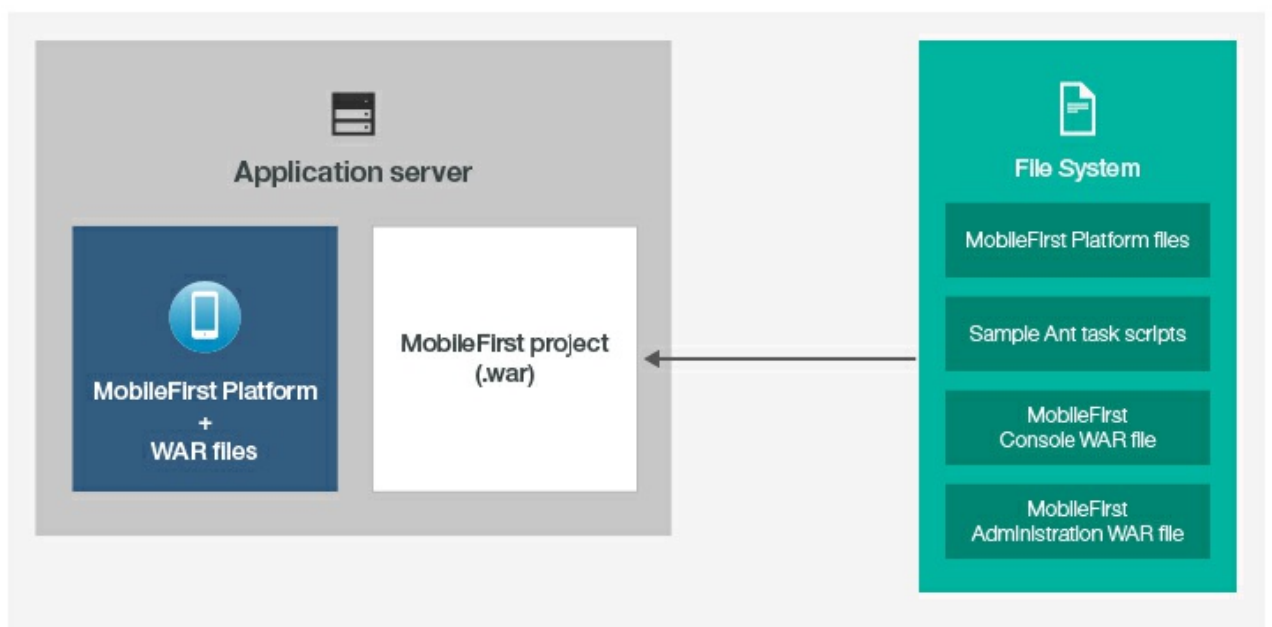 Application server
MobileFirst Platform
+
WAR files
MobileFirst project
(.war)
File System
MobileFirst Platform files
Sample Ant task scripts
MobileFirst
Console WAR file
MobileFirst
Administration WAR file